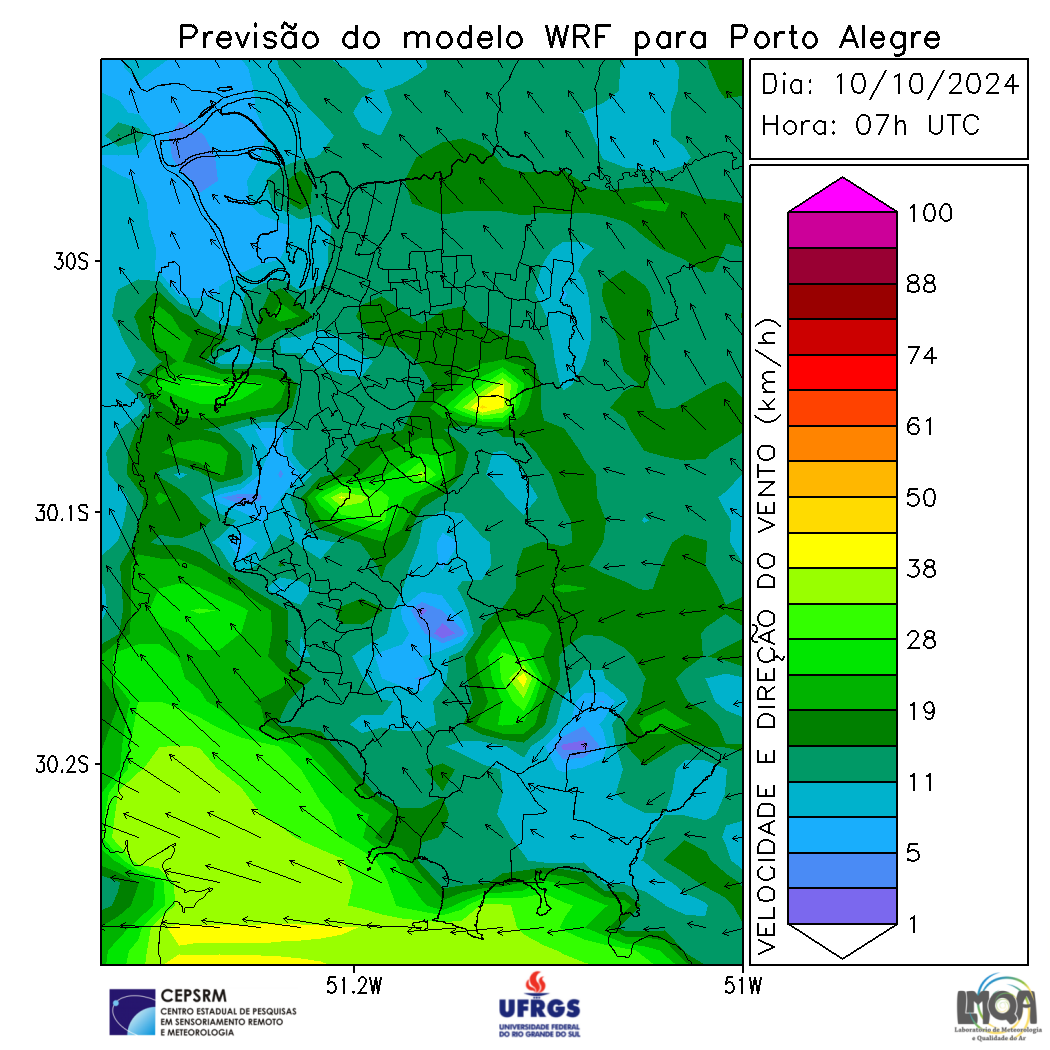 Previsão do modelo WRF para Porto Alegre
Dia: 10/10/2024
Hora: 07h UTC
30S
30.1S
30.2S
51.2W
51W
VELOCIDADE E DIREÇÃO DO VENTO (km/h)
100
88
74
61
50
38
28
19
11
5
1
CEPSRM
CENTRO ESTADUAL DE PESQUISAS
EM SENSORIAMENTO REMOTO
E METEOROLOGIA
UFRGS
UNIVERSIDADE FEDERAL
DO RIO GRANDE DO SUL
LMQA
Laboratório de Meteorologia
e Qualidade do Ar